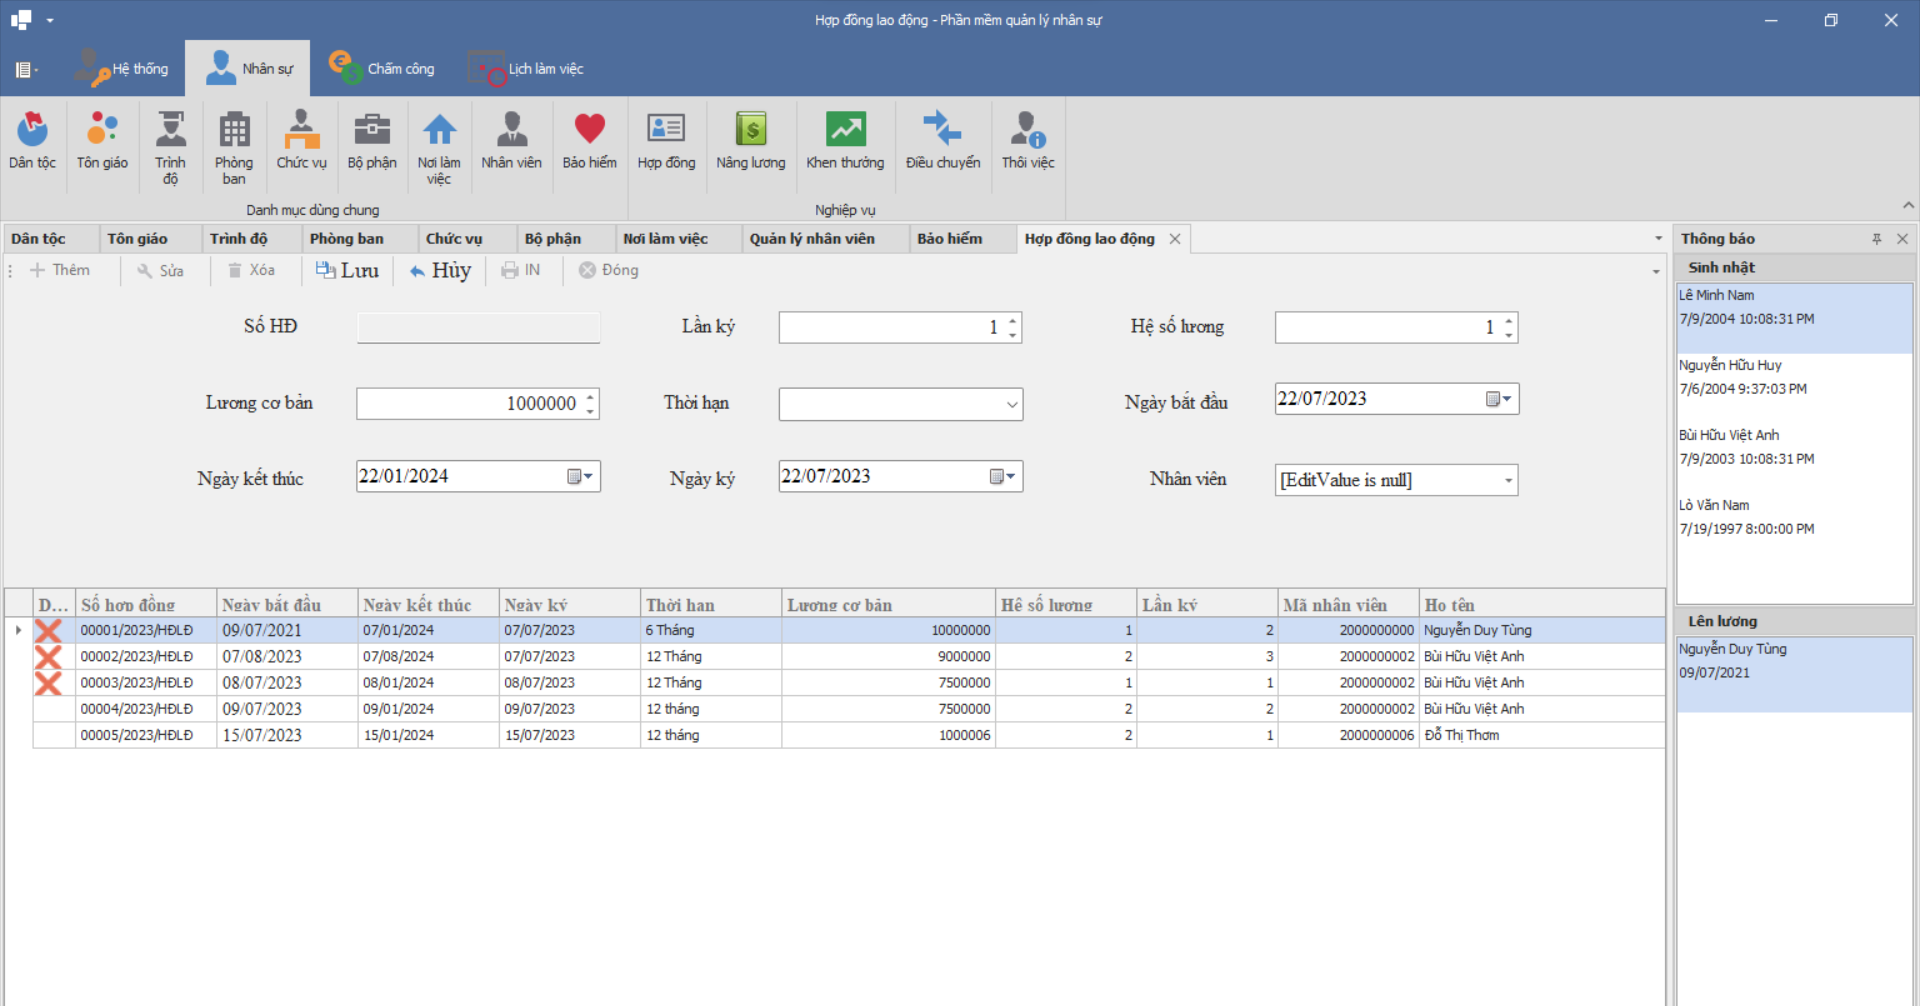 Hợp đồng lao động - Phần mềm quản lý nhân sự
Hệ thống
Nhân sự
Chấm công
Lịch làm việc
Dân tộc
Tôn giáo
Trình độ
Phòng ban
Chức vụ
Bộ phận
Nơi làm việc
Nhân viên
Bảo hiểm
Hợp đồng
Nâng lương
Khen thưởng
Điều chuyển
Thôi việc
Danh mục dùng chung
Nghiệp vụ
Dân tộc
Tôn giáo
Trình độ
Phòng ban
Chức vụ
Bộ phận
Nơi làm việc
Quản lý nhân viên
Bảo hiểm
Hợp đồng lao động
Thêm
Sửa
Xóa
Lưu
Hủy
IN
Đóng
Số HĐ
Lần ký 1
Hệ số lương 1
Lương cơ bản 1000000
Thời hạn
Ngày bắt đầu 22/07/2023
Ngày kết thúc 22/01/2024
Ngày ký 22/07/2023
Nhân viên [EditValue is null]
D... Số hợp đồng Ngày bắt đầu Ngày kết thúc Ngày ký Thời hạn Lương cơ bản Hệ số lương Lần ký Mã nhân viên Họ tên
00001/2023/HĐLĐ 09/07/2021 07/01/2024 07/07/2023 6 Tháng 10000000 1 2 2000000000 Nguyễn Duy Tùng
00002/2023/HĐLĐ 07/08/2023 07/08/2024 07/07/2023 12 Tháng 9000000 2 3 2000000002 Bùi Hữu Việt Anh
00003/2023/HĐLĐ 08/07/2023 08/01/2024 08/07/2023 12 Tháng 7500000 1 1 2000000002 Bùi Hữu Việt Anh
00004/2023/HĐLĐ 09/07/2023 09/01/2024 09/07/2023 12 tháng 7500000 2 2 2000000002 Bùi Hữu Việt Anh
00005/2023/HĐLĐ 15/07/2023 15/01/2024 15/07/2023 12 tháng 1000006 2 1 2000000006 Đỗ Thị Thơm
Thông báo
Sinh nhật
Lê Minh Nam
7/9/2004 10:08:31 PM
Nguyễn Hữu Huy
7/6/2004 9:37:03 PM
Bùi Hữu Việt Anh
7/9/2003 10:08:31 PM
Lò Văn Nam
7/19/1997 8:00:00 PM
Lên lương
Nguyễn Duy Tùng
09/07/2021